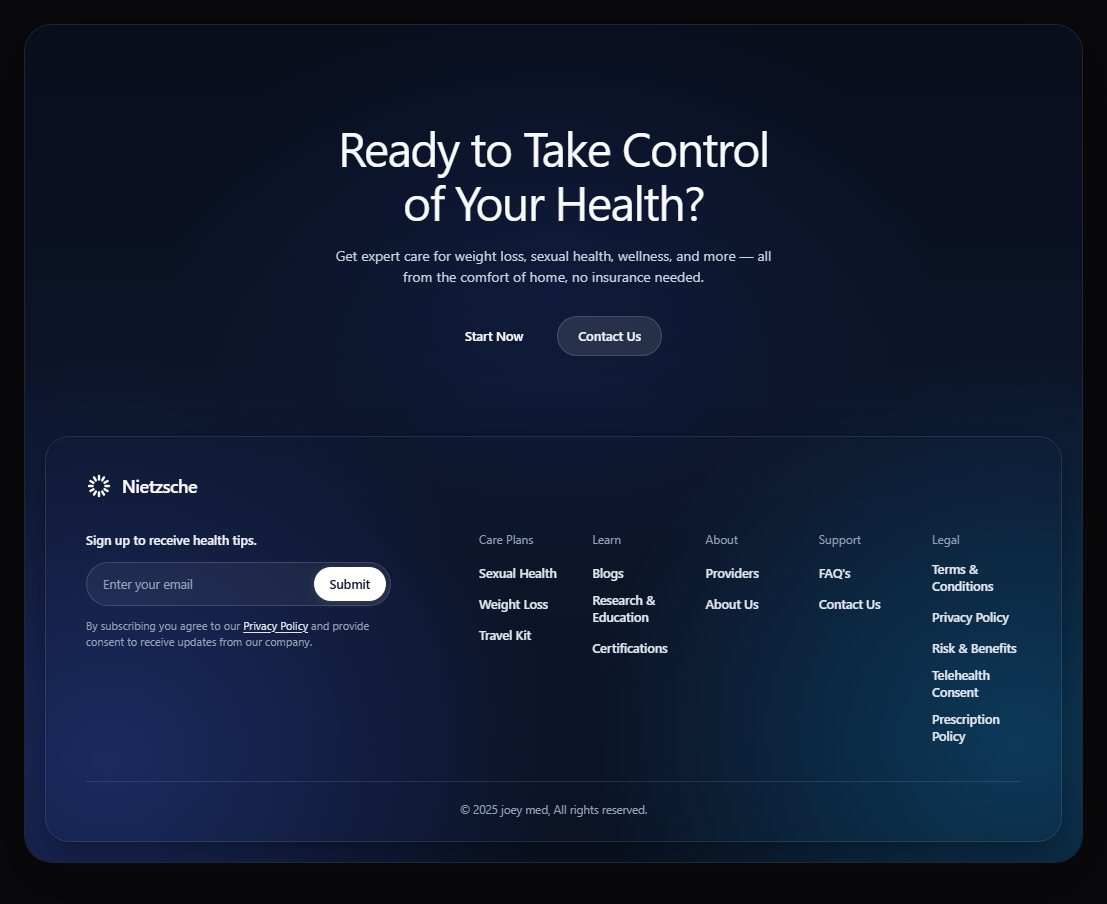 Ready to Take Control
of Your Health?
Get expert care for weight loss, sexual health, wellness, and more — all
from the comfort of home, no insurance needed.
Start Now
Contact Us
Nietzsche
Sign up to receive health tips.
Enter your email
Submit
By subscribing you agree to our Privacy Policy and provide
consent to receive updates from our company.
Care Plans
Sexual Health
Weight Loss
Travel Kit
Learn
Blogs
Research &
Education
Certifications
About
Providers
About Us
Support
FAQ's
Contact Us
Legal
Terms &
Conditions
Privacy Policy
Risk & Benefits
Telehealth
Consent
Prescription
Policy
© 2025 joey med, All rights reserved.